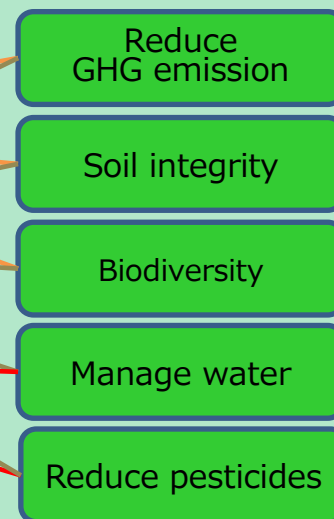 Reduce
GHG emission
Soil integrity
Biodiversity
Manage water
Reduce pesticides